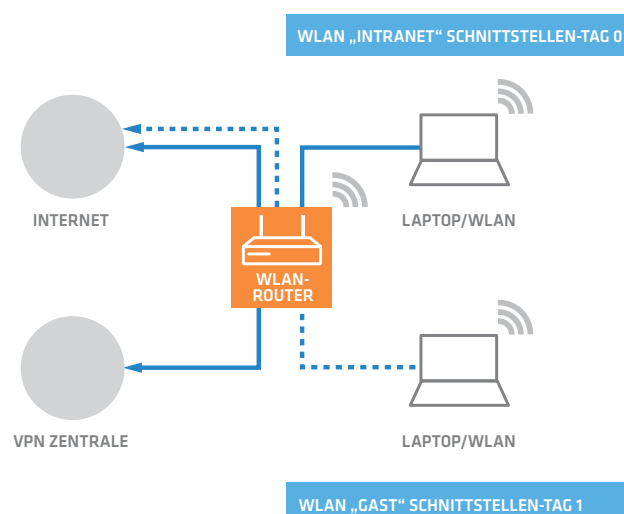 WLAN „INTRANET“ SCHNITTSTELLEN-TAG 0
INTERNET
LAPTOP/WLAN
WLAN-
ROUTER
VPN ZENTRALE
LAPTOP/WLAN
WLAN „GAST“ SCHNITTSTELLEN-TAG 1